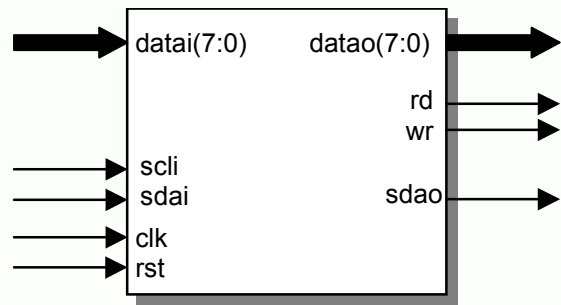 datai(7:0) datao(7:0)
rd
wr
scli
sdai sdao
clk
rst